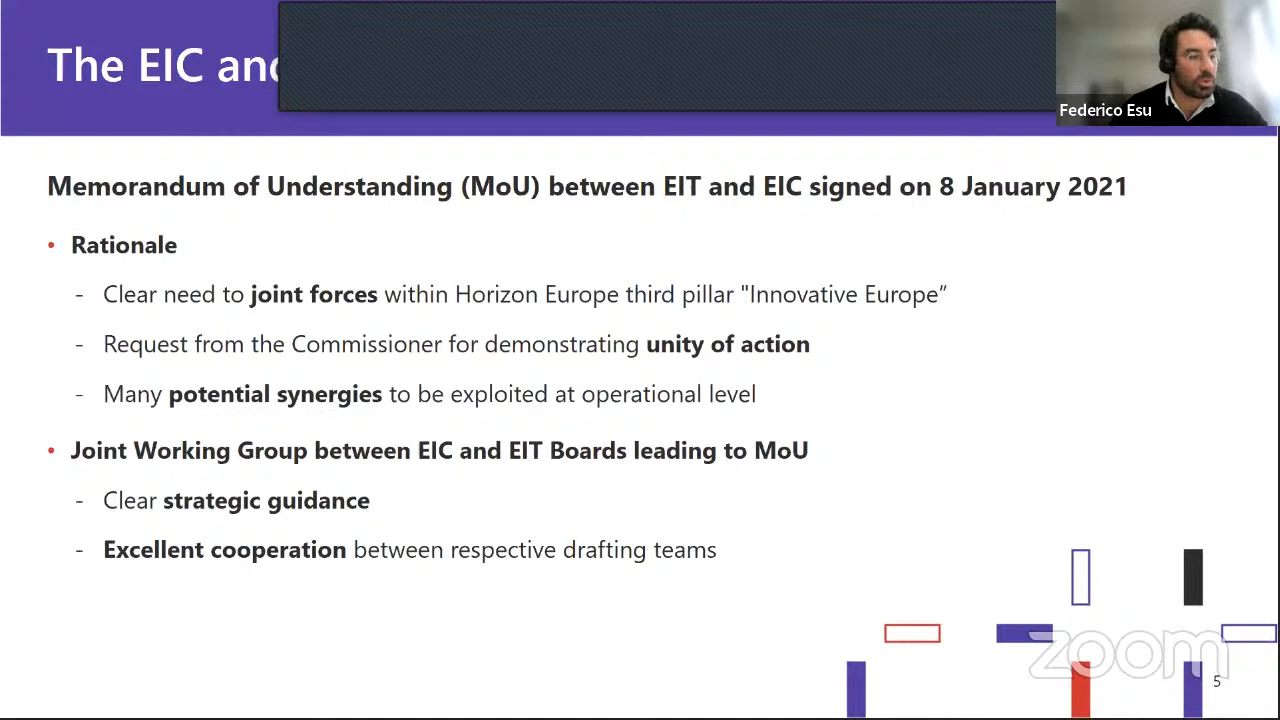 The EIC and
Federico Esu
Memorandum of Understanding (MoU) between EIT and EIC signed on 8 January 2021
• Rationale
- Clear need to joint forces within Horizon Europe third pillar "Innovative Europe”
- Request from the Commissioner for demonstrating unity of action
- Many potential synergies to be exploited at operational level
• Joint Working Group between EIC and EIT Boards leading to MoU
- Clear strategic guidance
- Excellent cooperation between respective drafting teams
zoom
5